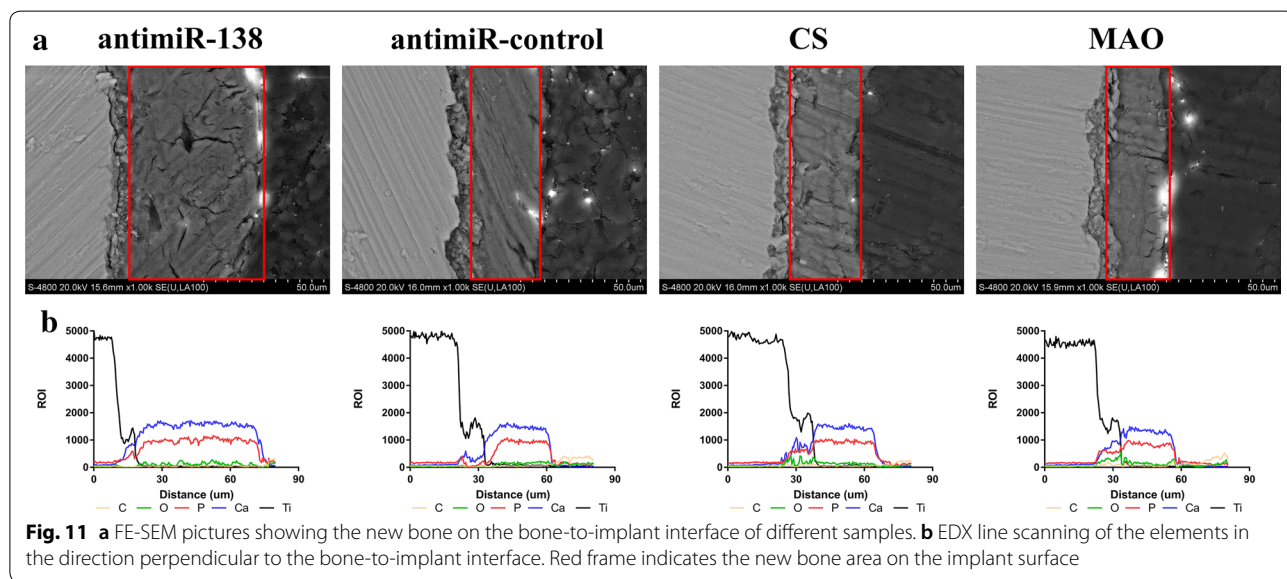 a antimiR-138 antimiR-control CS MAO
S-4800 20.0kV 15.6mm x1.00k SE(U,LA100) 50.0um
S-4800 20.0kV 16.0mm x1.00k SE(U,LA100) 50.0um
S-4800 20.0kV 16.0mm x1.00k SE(U,LA100) 50.0um
S-4800 20.0kV 15.9mm x1.00k SE(U,LA100) 50.0um
b
5000
4000
3000
2000
1000
0
ROI
0 30 60 90
Distance (um)
C O P Ca Ti
5000
4000
3000
2000
1000
0
ROI
0 30 60 90
Distance (um)
C O P Ca Ti
5000
4000
3000
2000
1000
0
ROI
0 30 60 90
Distance (um)
C O P Ca Ti
5000
4000
3000
2000
1000
0
ROI
0 30 60 90
Distance (um)
C O P Ca Ti
Fig. 11 a FE-SEM pictures showing the new bone on the bone-to-implant interface of different samples. b EDX line scanning of the elements in
the direction perpendicular to the bone-to-implant interface. Red frame indicates the new bone area on the implant surface